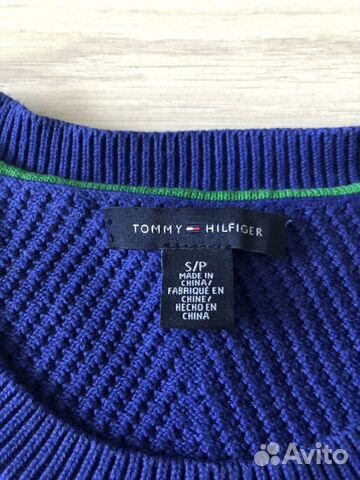 TOMMY HILFIGER
S/P
MADE IN
CHINA/
FABRIQUÉ EN
CHINE/
HECHO EN
CHINA
Avito